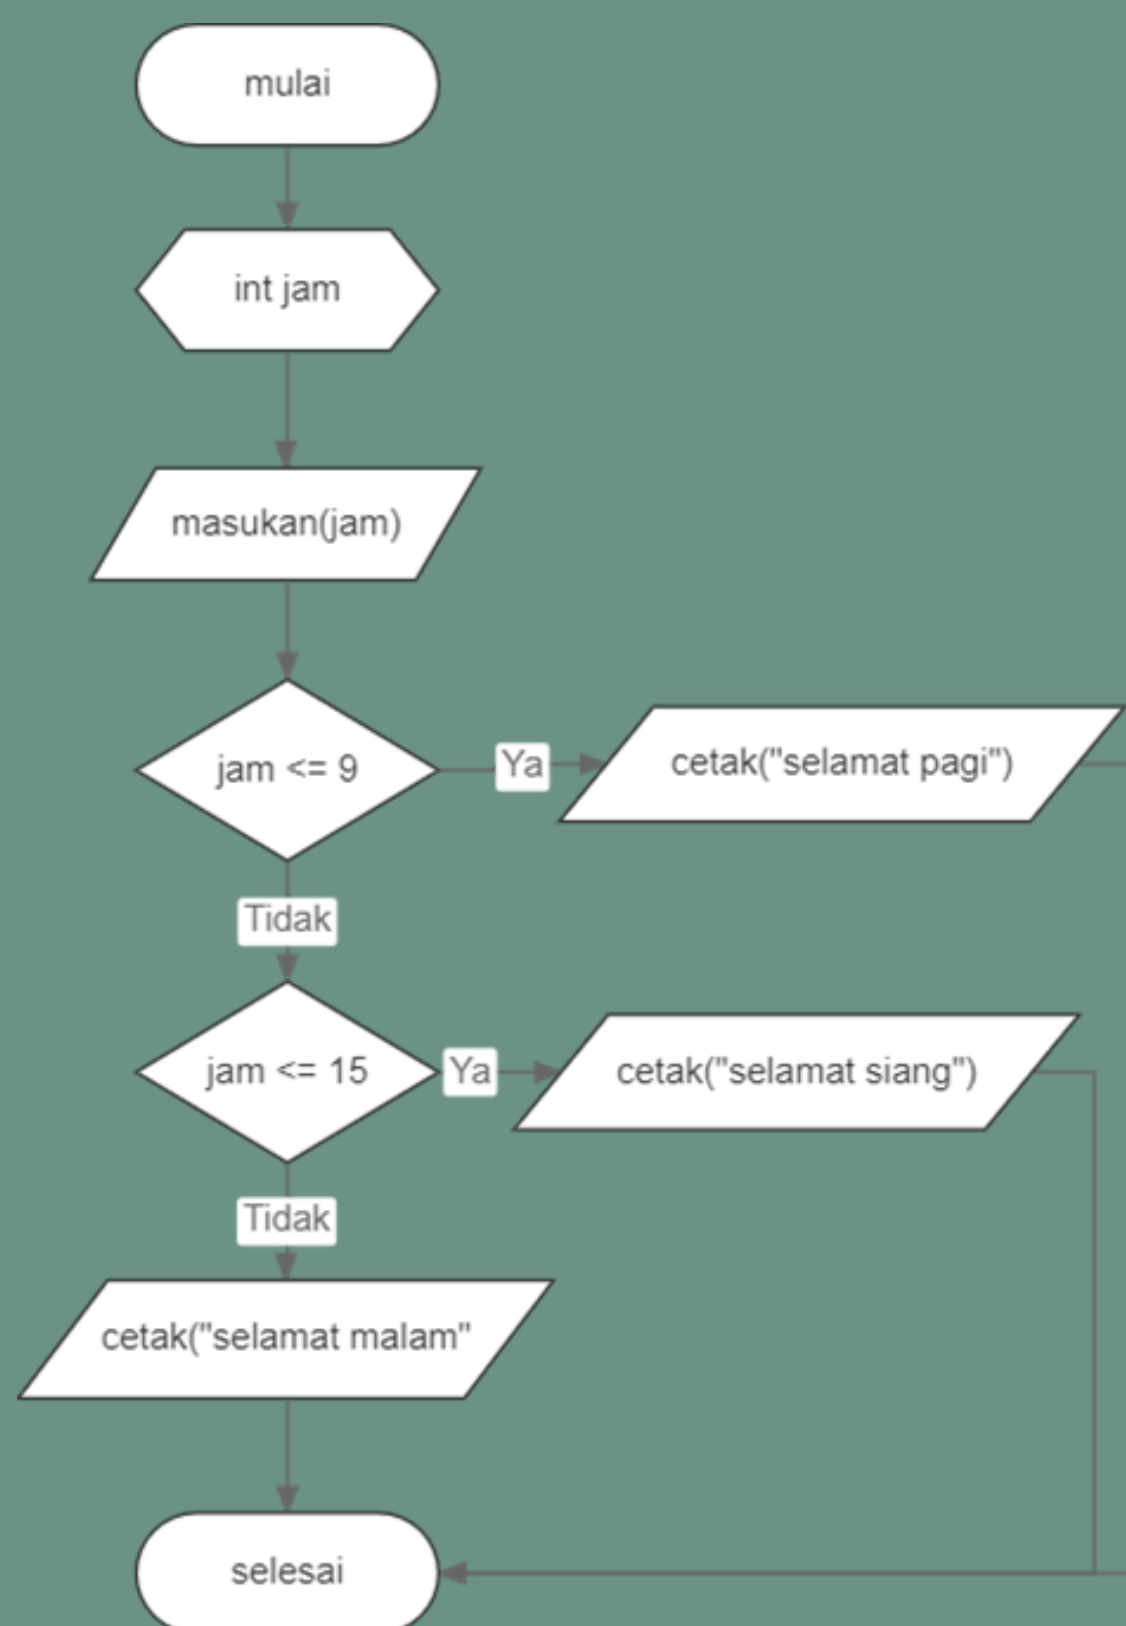 mulai
int jam
masukan(jam)
jam <= 9
Ya
cetak("selamat pagi")
Tidak
jam <= 15
Ya
cetak("selamat siang")
Tidak
cetak("selamat malam"
selesai